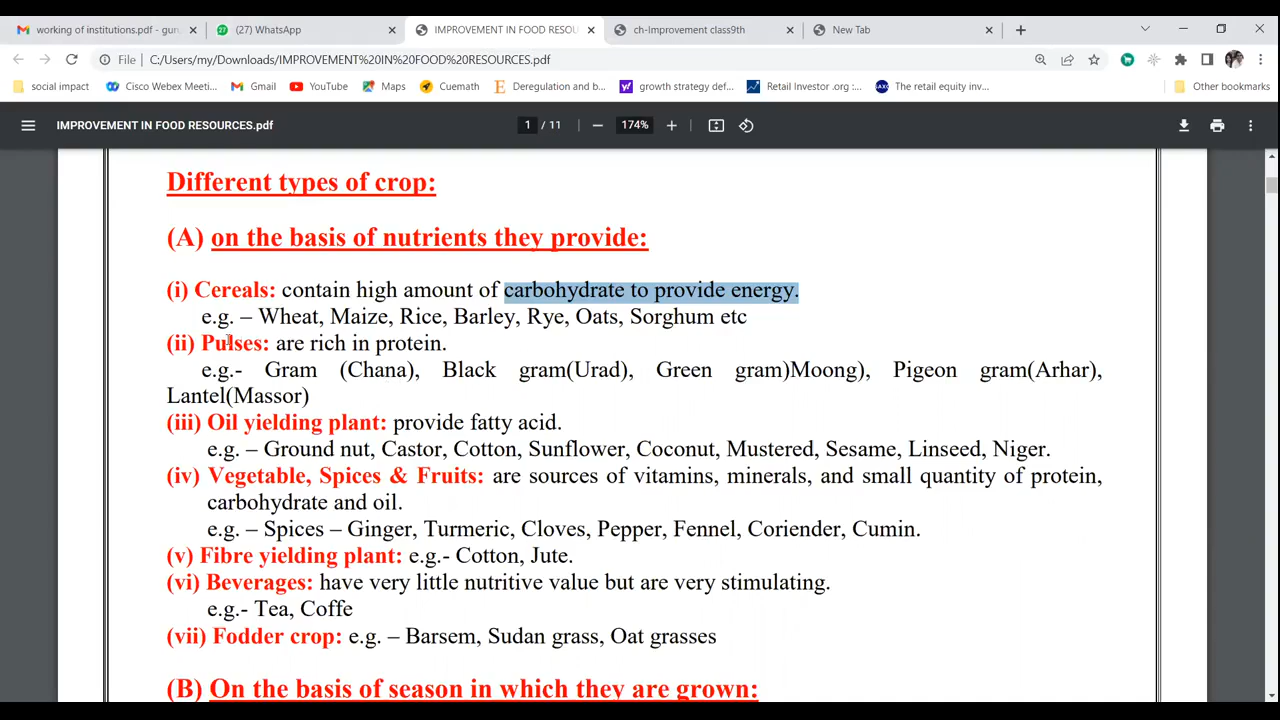 working of institutions.pdf - guru
(27) WhatsApp
IMPROVEMENT IN FOOD RESOU
ch-Improvement class9th
New Tab
File
C:/Users/my/Downloads/IMPROVEMENT%20IN%20FOOD%20RESOURCES.pdf
social impact
Cisco Webex Meeti...
Gmail
YouTube
Maps
Cuemath
Deregulation and b...
growth strategy def...
Retail Investor .org :...
The retail equity inv...
Other bookmarks
IMPROVEMENT IN FOOD RESOURCES.pdf
1 / 11
174%
Different types of crop:
(A) on the basis of nutrients they provide:
(i) Cereals: contain high amount of carbohydrate to provide energy.
e.g. – Wheat, Maize, Rice, Barley, Rye, Oats, Sorghum etc
(ii) Pulses: are rich in protein.
e.g.- Gram (Chana), Black gram(Urad), Green gram)Moong), Pigeon gram(Arhar),
Lantel(Massor)
(iii) Oil yielding plant: provide fatty acid.
e.g. – Ground nut, Castor, Cotton, Sunflower, Coconut, Mustered, Sesame, Linseed, Niger.
(iv) Vegetable, Spices & Fruits: are sources of vitamins, minerals, and small quantity of protein,
carbohydrate and oil.
e.g. – Spices – Ginger, Turmeric, Cloves, Pepper, Fennel, Coriender, Cumin.
(v) Fibre yielding plant: e.g.- Cotton, Jute.
(vi) Beverages: have very little nutritive value but are very stimulating.
e.g.- Tea, Coffe
(vii) Fodder crop: e.g. – Barsem, Sudan grass, Oat grasses
(B) On the basis of season in which they are grown: